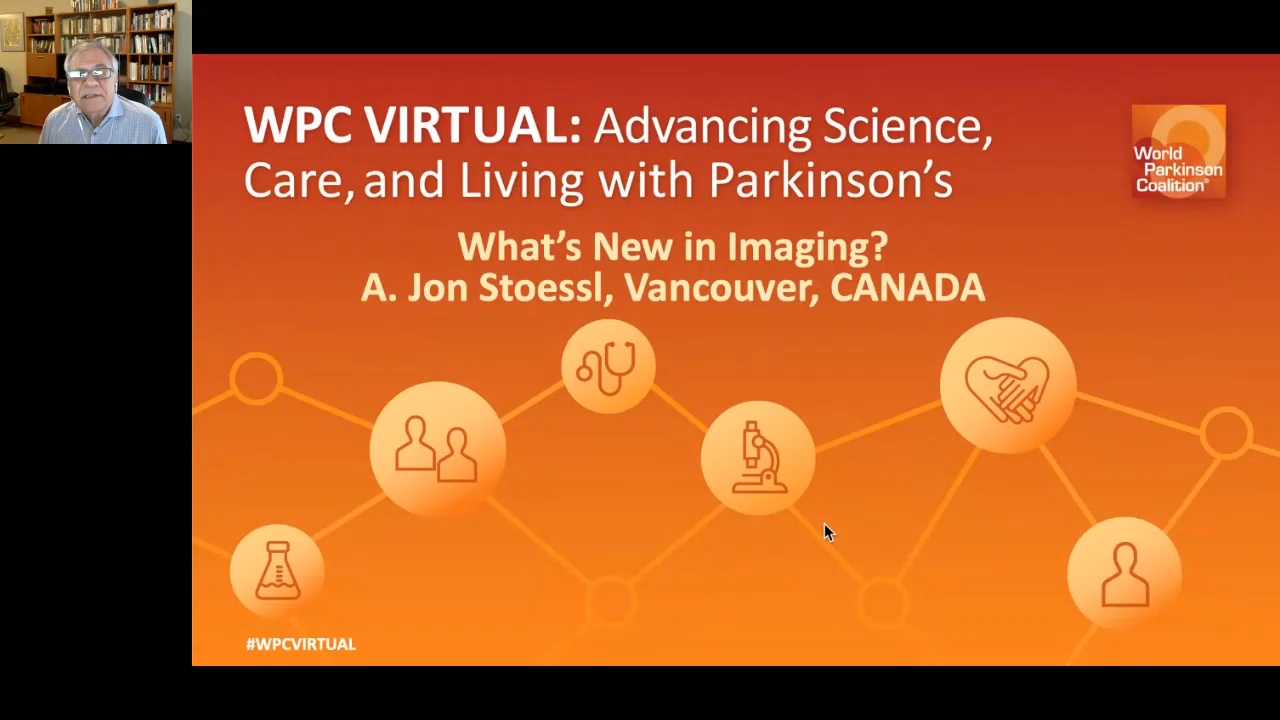 WPC VIRTUAL: Advancing Science,
Care, and Living with Parkinson's
World
Parkinson
Coalition®
What's New in Imaging?
A. Jon Stoessl, Vancouver, CANADA
#WPCVIRTUAL